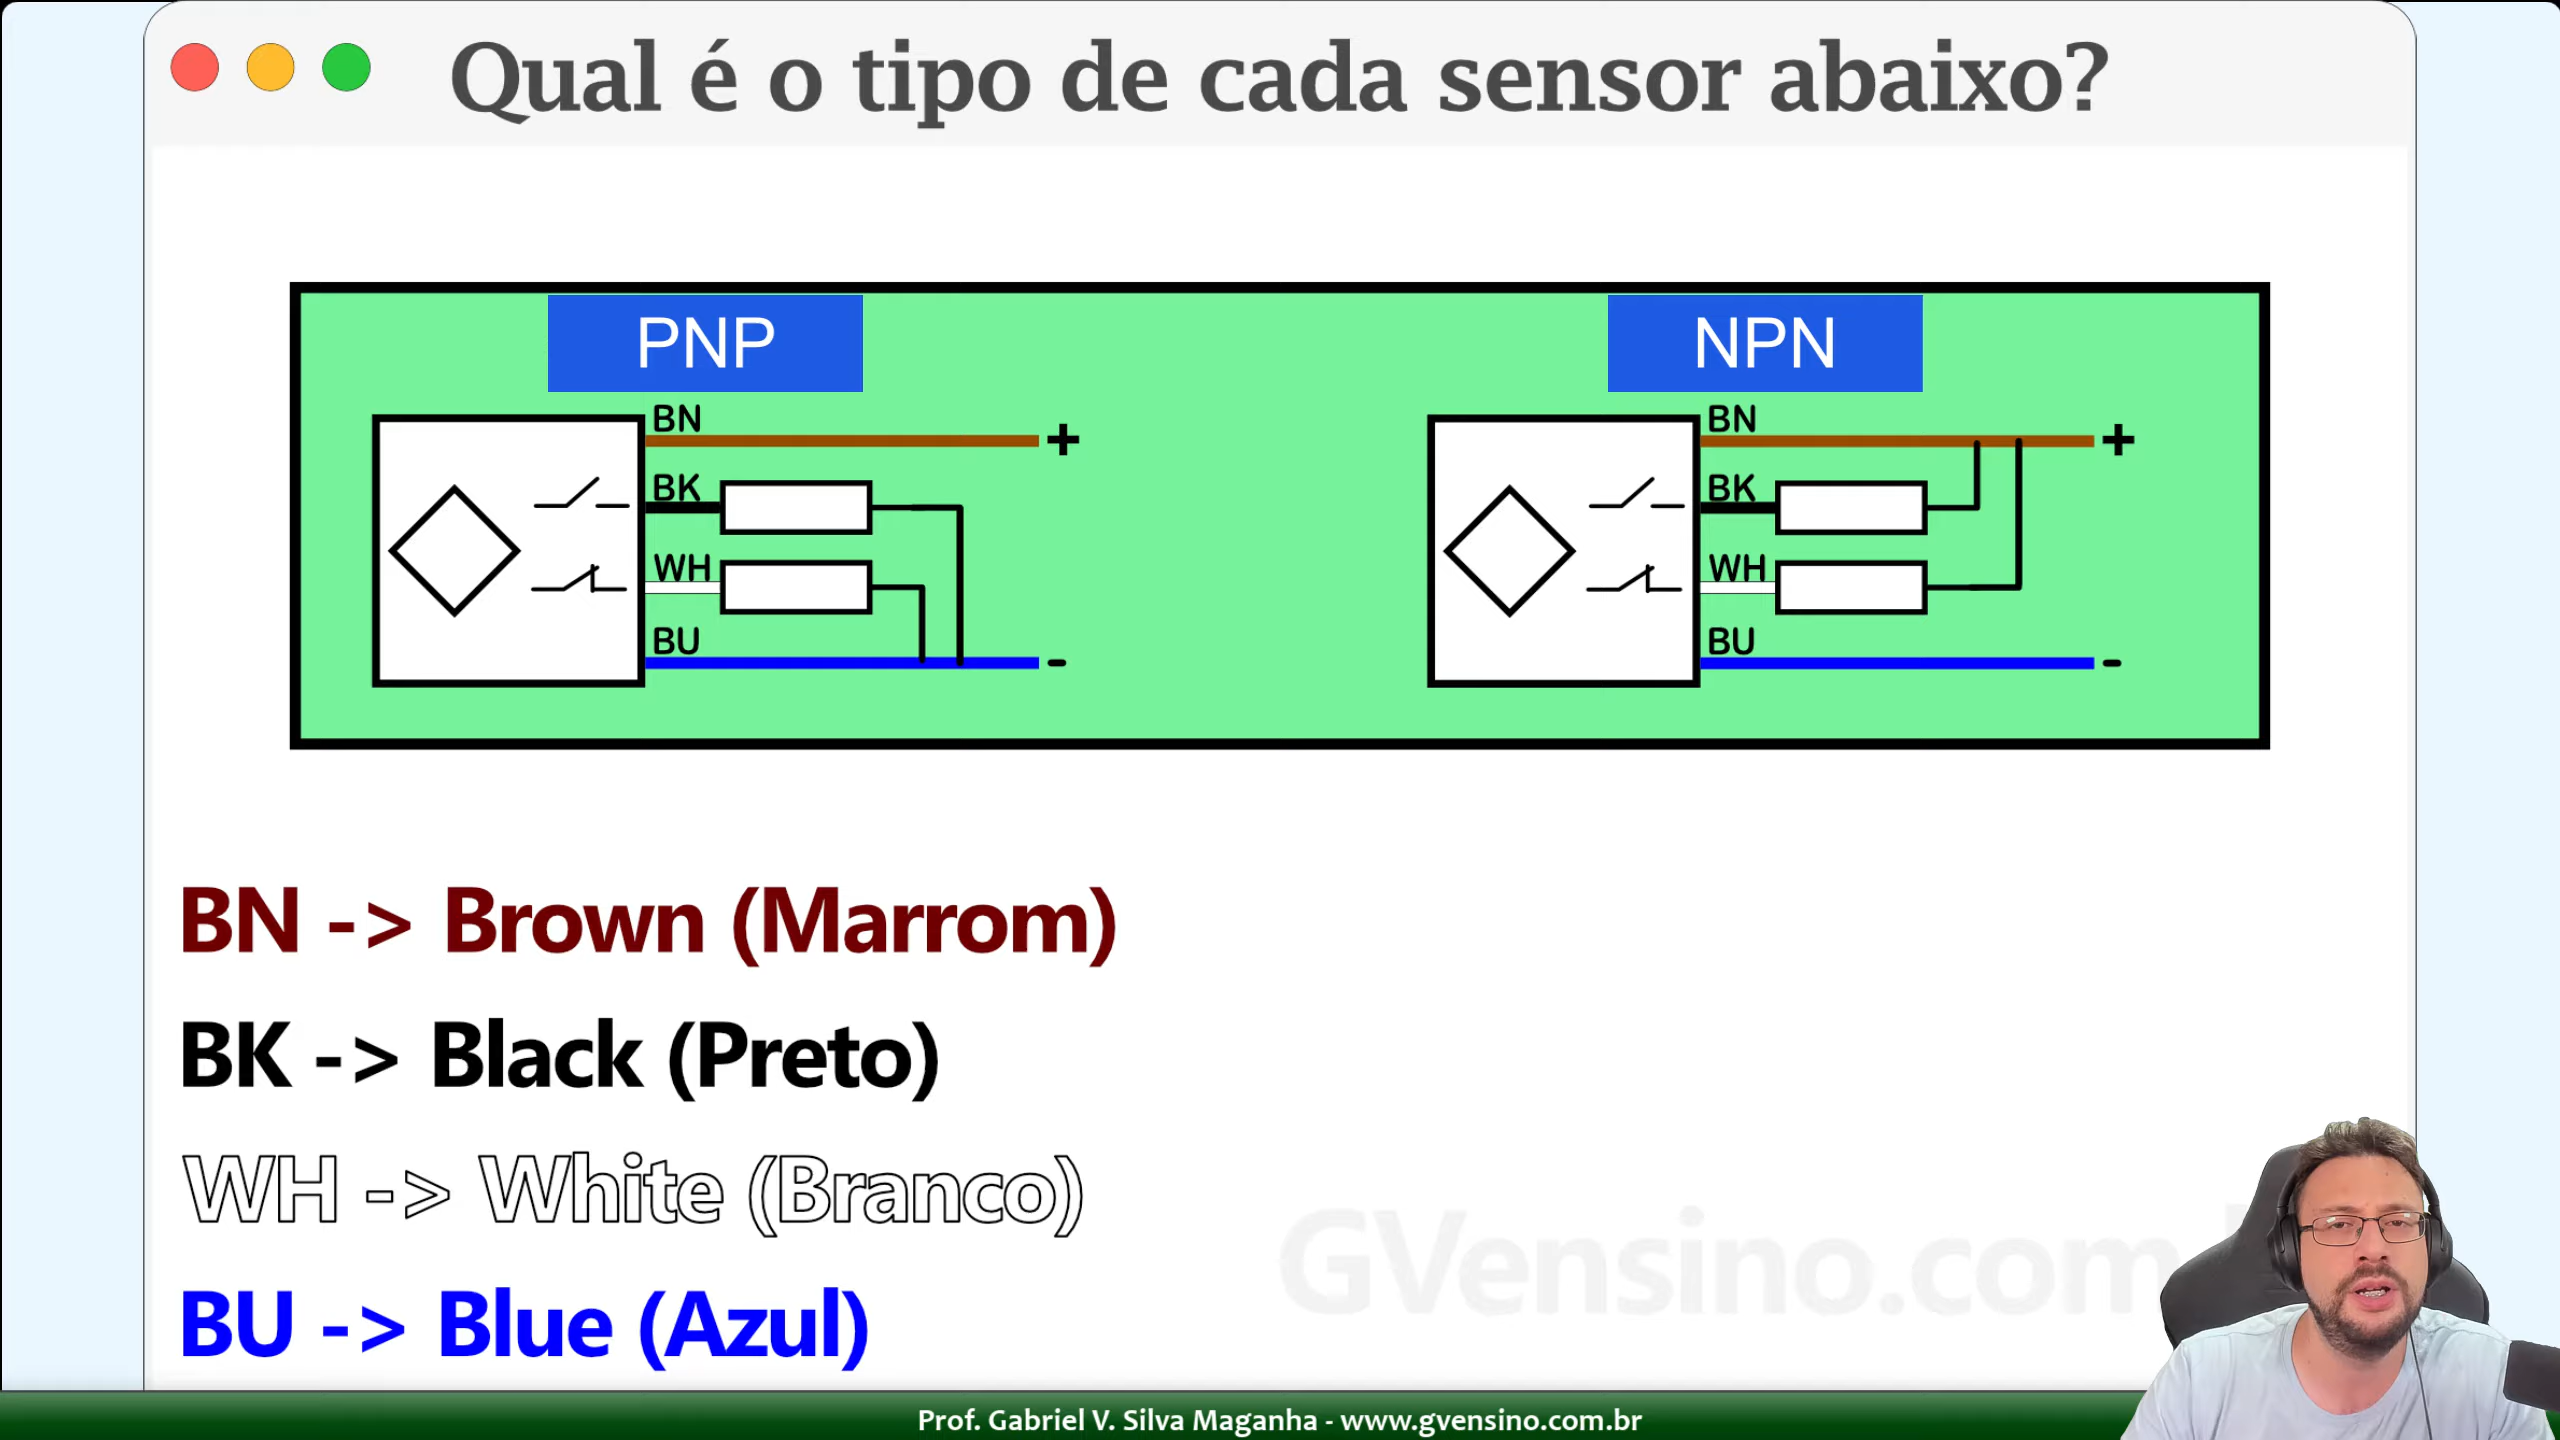 Qual é o tipo de cada sensor abaixo?
PNP
NPN
BN
+
BK
WH
BU
-
BN
+
BK
WH
BU
-
BN -> Brown (Marrom)
BK -> Black (Preto)
WH -> White (Branco)
BU -> Blue (Azul)
GVensino.com
Prof. Gabriel V. Silva Maganha - www.gvensino.com.br